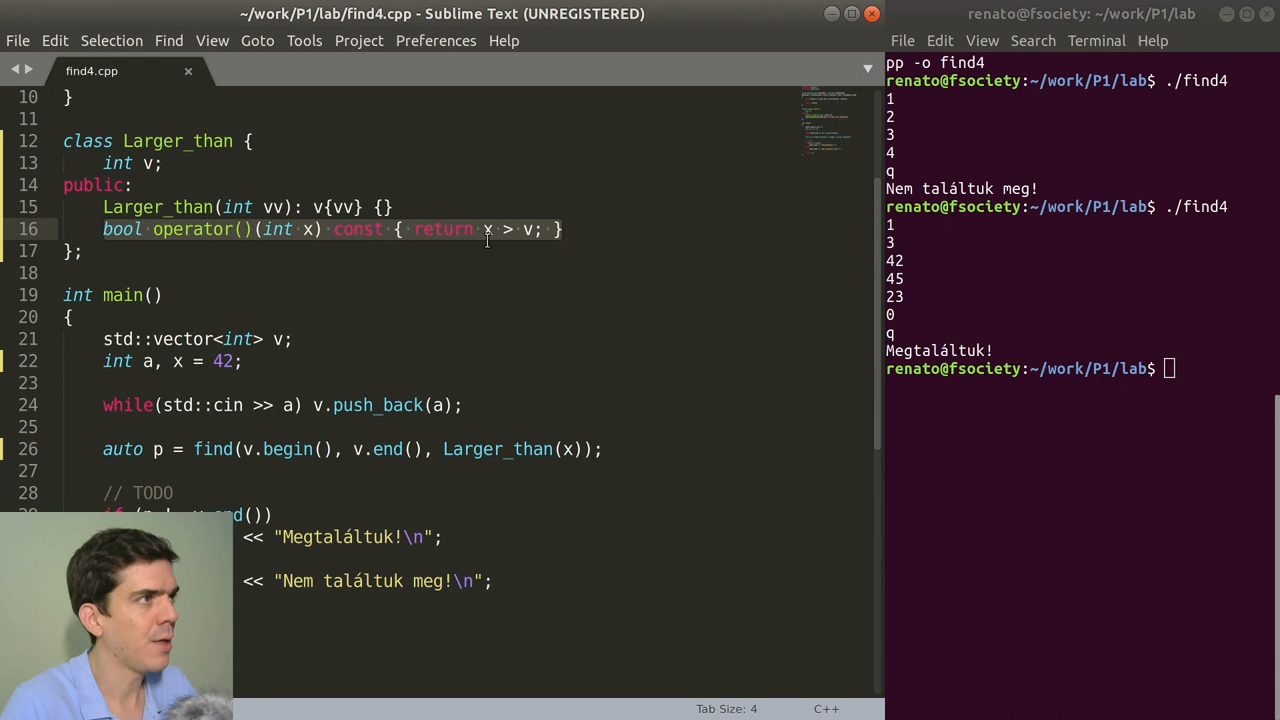 ~/work/P1/lab/find4.cpp - Sublime Text (UNREGISTERED)
File Edit Selection Find View Goto Tools Project Preferences Help
find4.cpp
10 }
11
12 class Larger_than {
13 int v;
14 public:
15 Larger_than(int vv): v{vv} {}
16 bool operator()(int x) const { return x > v; }
17 };
18
19 int main()
20 {
21 std::vector<int> v;
22 int a, x = 42;
23
24 while(std::cin >> a) v.push_back(a);
25
26 auto p = find(v.begin(), v.end(), Larger_than(x));
27
28 // TODO
<< "Megtaláltuk!\n";
<< "Nem találtuk meg!\n";
Tab Size: 4 C++
renato@fsociety: ~/work/P1/lab
File Edit View Search Terminal Help
pp -o find4
renato@fsociety:~/work/P1/lab$ ./find4
1
2
3
4
q
Nem találtuk meg!
renato@fsociety:~/work/P1/lab$ ./find4
1
3
42
45
23
0
q
Megtaláltuk!
renato@fsociety:~/work/P1/lab$